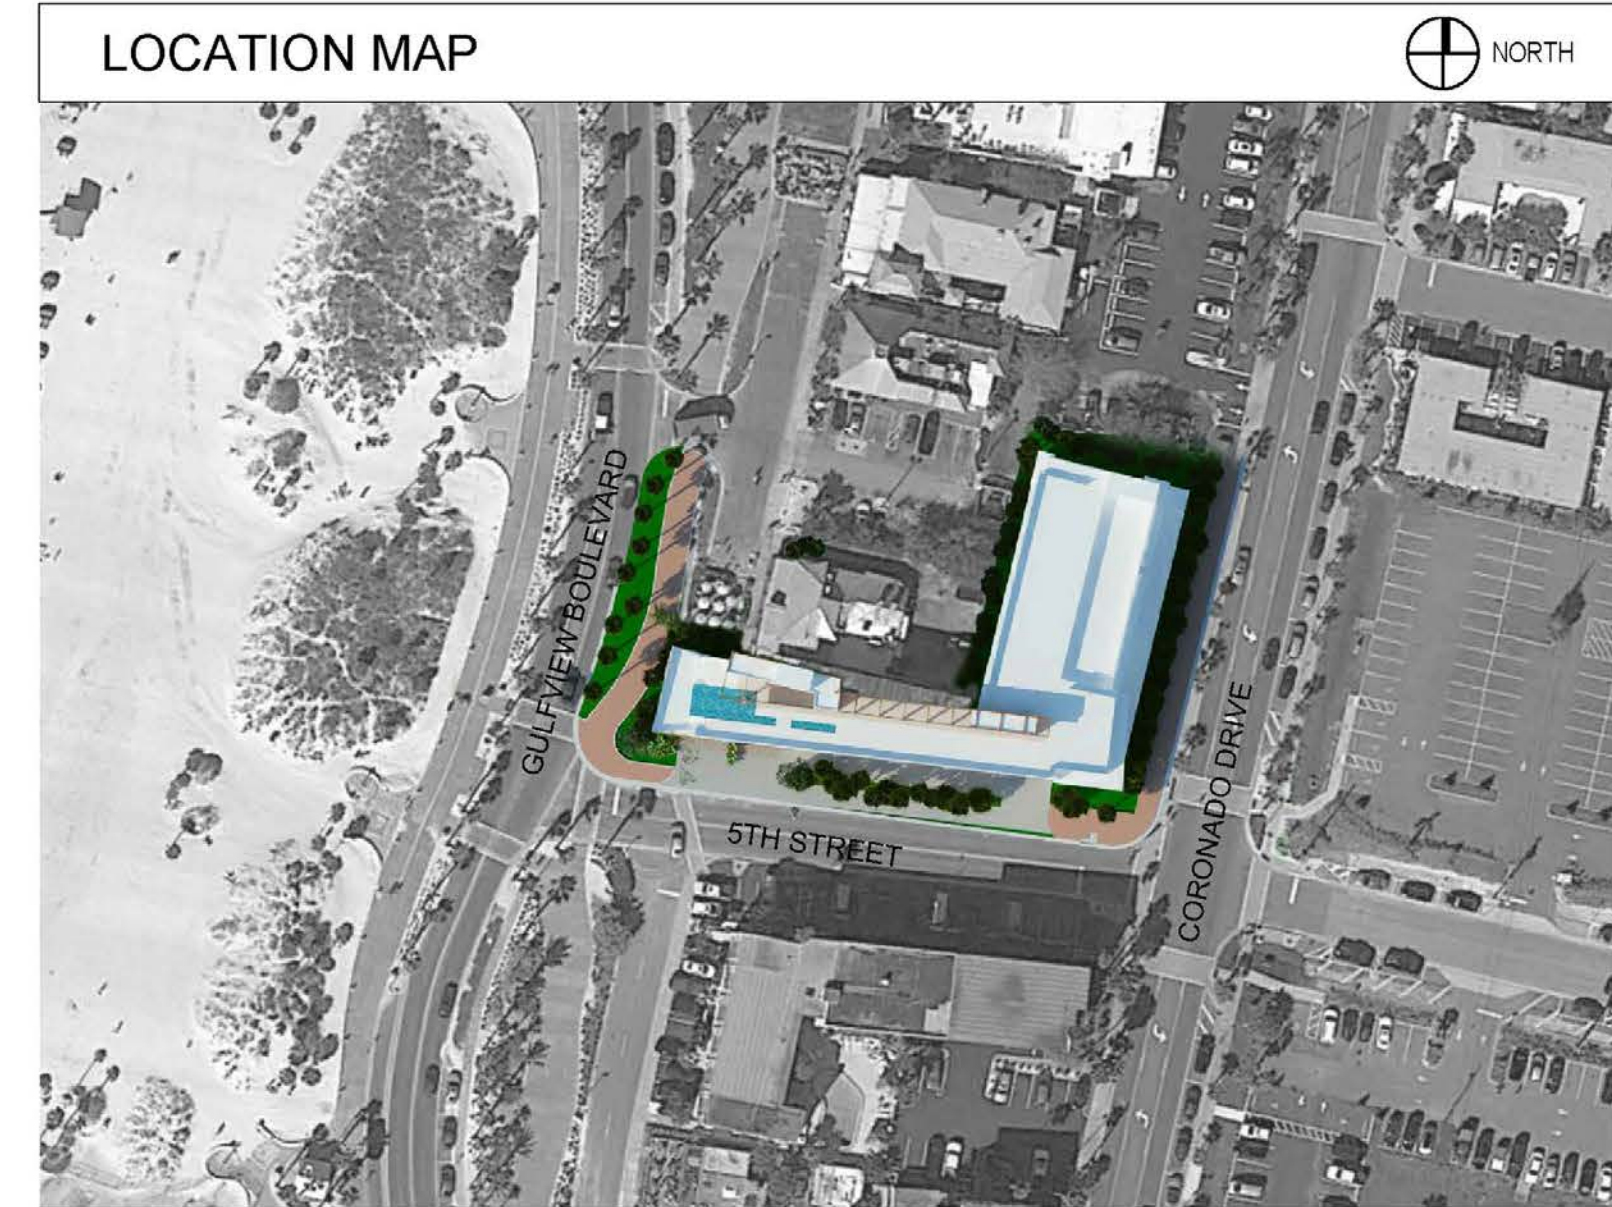 LOCATION MAP
NORTH
GULFVIEW BOULEVARD
5TH STREET
CORONADO DRIVE